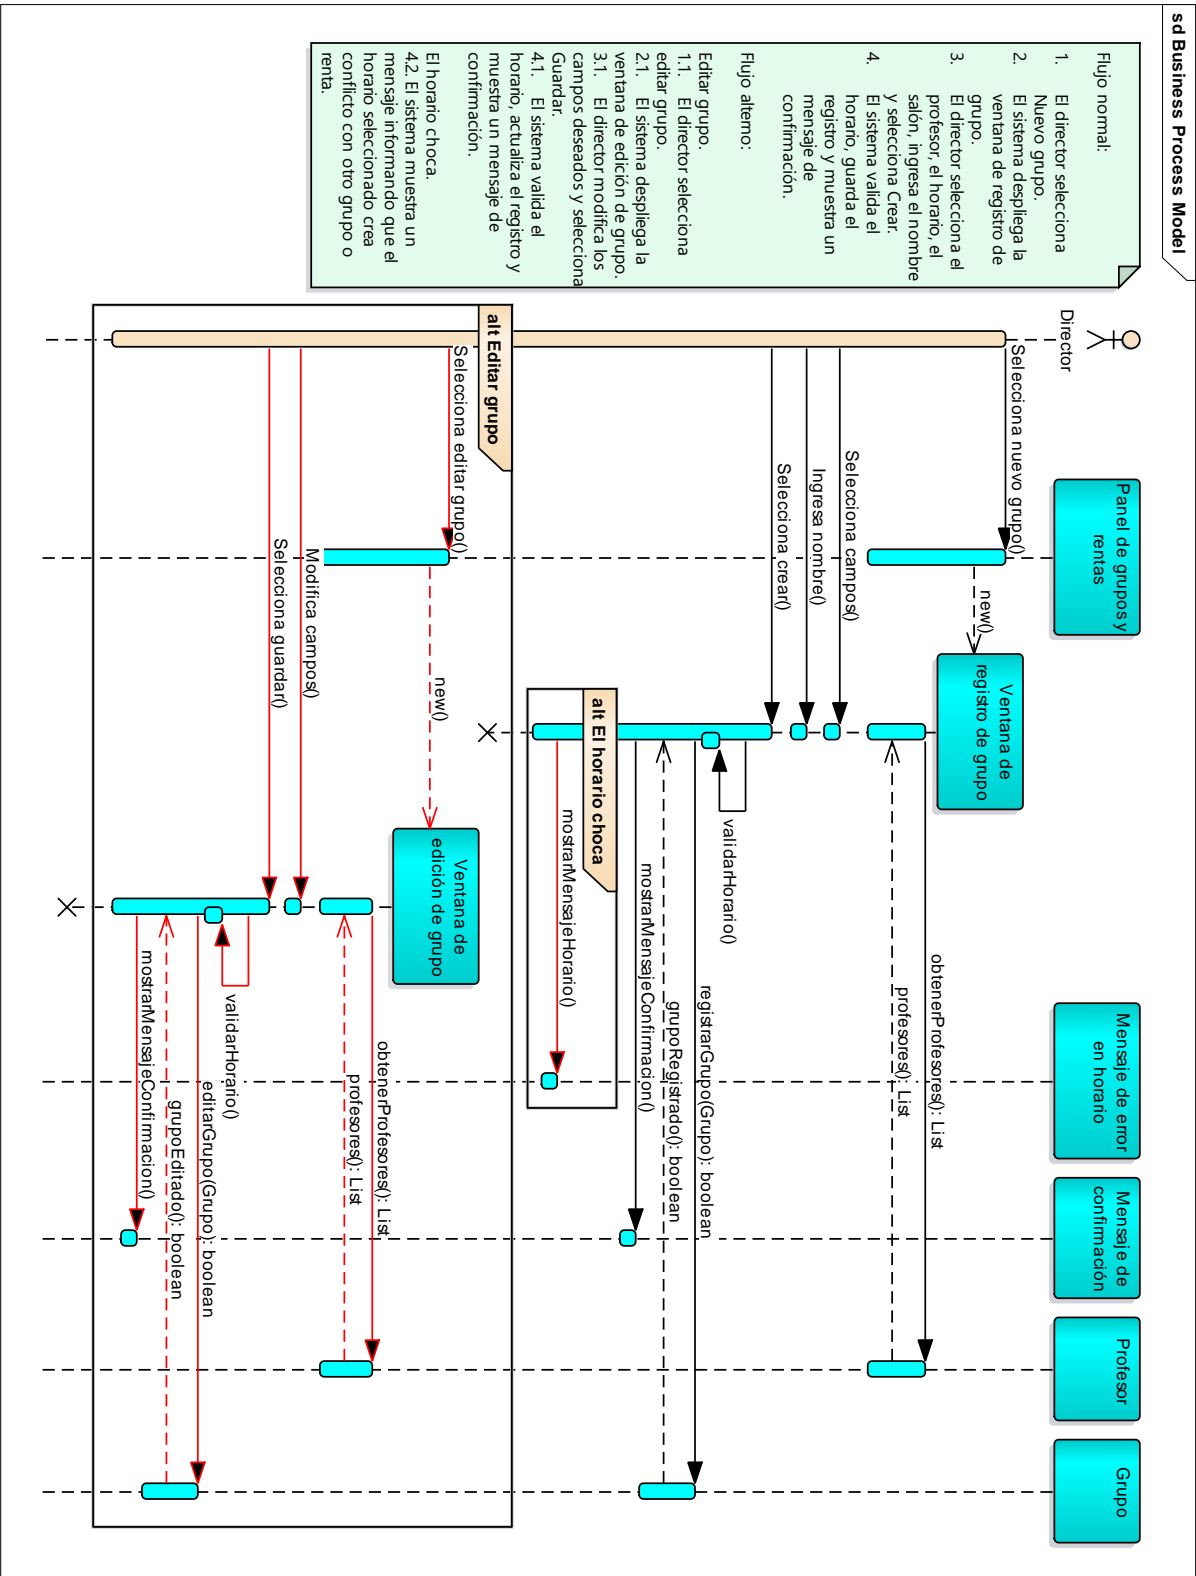 sd Business Process Model
Flujo normal:
1. El director selecciona
Nuevo grupo.
2. El sistema despliega la
ventana de registro de
grupo.
3. El director selecciona el
profesor, el horario, el
salón, ingresa el nombre
y selecciona Crear.
4. El sistema valida el
horario, guarda el
registro y muestra un
mensaje de
confirmación.
Flujo alterno:
Editar grupo.
1.1. El director selecciona
editar grupo.
2.1. El sistema despliega la
ventana de edición de grupo.
3.1. El director modifica los
campos deseados y selecciona
Guardar.
4.1. El sistema valida el
horario, actualiza el registro y
muestra un mensaje de
confirmación.
El horario choca.
4.2. El sistema muestra un
mensaje informando que el
horario seleccionado crea
conflicto con otro grupo o
renta.
Director
Panel de grupos y
rentas
Ventana de
registro de grupo
Mensaje de error
en horario
Mensaje de
confirmación
Profesor
Grupo
Selecciona nuevo grupo()
new()
obtenerProfesores(): List
profesores(): List
Selecciona campos()
Ingresa nombre()
Selecciona crear()
validarHorario()
registrarGrupo(Grupo): boolean
grupoRegistrado(): boolean
mostrarMensajeConfirmacion()
alt El horario choca
mostrarMensajeHorario()
alt Editar grupo
Selecciona editar grupo()
new()
Ventana de
edición de grupo
obtenerProfesores(): List
profesores(): List
Modifica campos()
Selecciona guardar()
validarHorario()
editarGrupo(Grupo): boolean
grupoEditado(): boolean
mostrarMensajeConfirmacion()